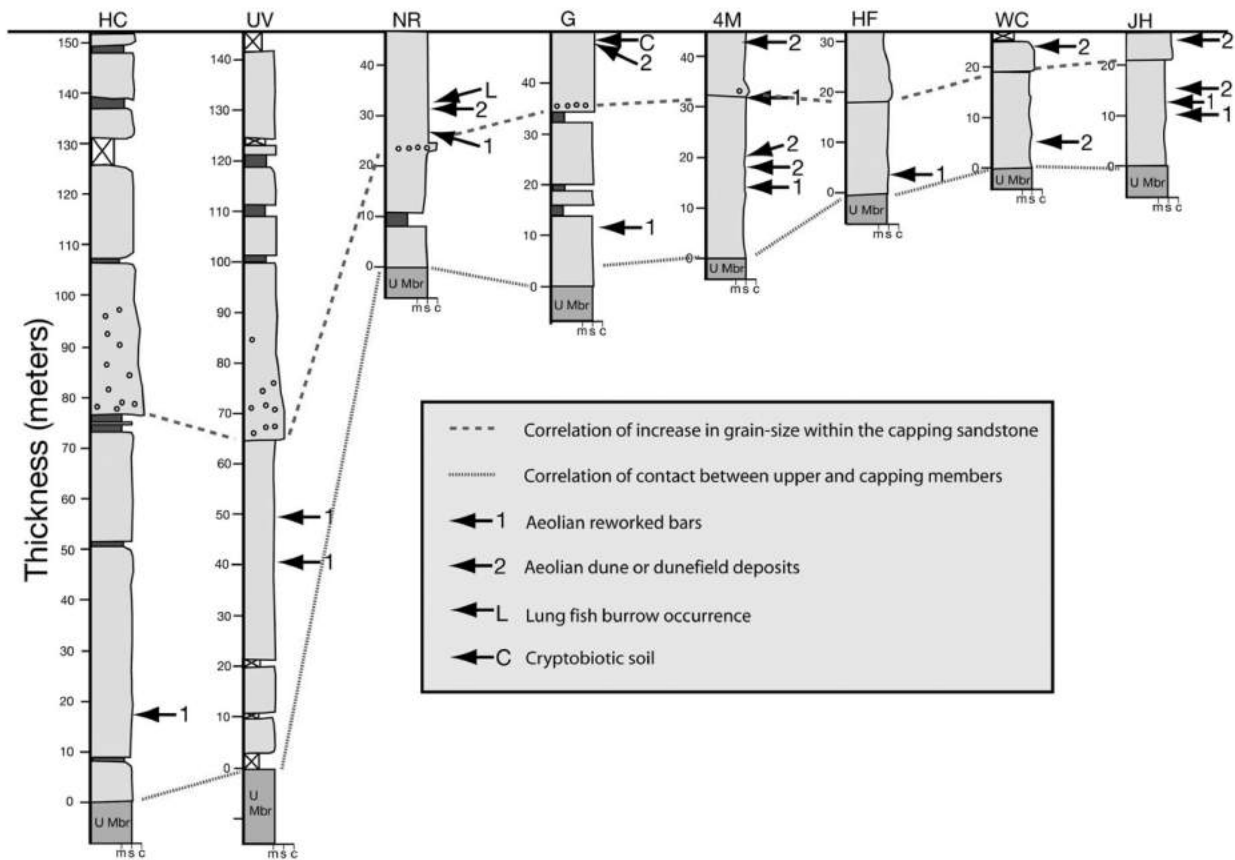 HC UV NR G 4M HF WC JH
Thickness (meters)
150
140
130
120
110
100
90
80
70
60
50
40
30
20
10
0
1
U Mbr
m s c
140
120
110
100
90
80
70
60
50
40
30
20
10
0
1
1
U
Mbr
m s c
40
30
20
10
0
L
2
1
U Mbr
m s c
40
30
20
10
0
C
2
1
U Mbr
m s c
40
30
20
10
0
2
1
2
2
1
U Mbr
m s c
30
20
10
0
1
U Mbr
m s c
20
10
0
2
2
U Mbr
m s c
20
10
0
2
2
1
1
U Mbr
m s c
Correlation of increase in grain-size within the capping sandstone
Correlation of contact between upper and capping members
1 Aeolian reworked bars
2 Aeolian dune or dunefield deposits
L Lung fish burrow occurrence
C Cryptobiotic soil